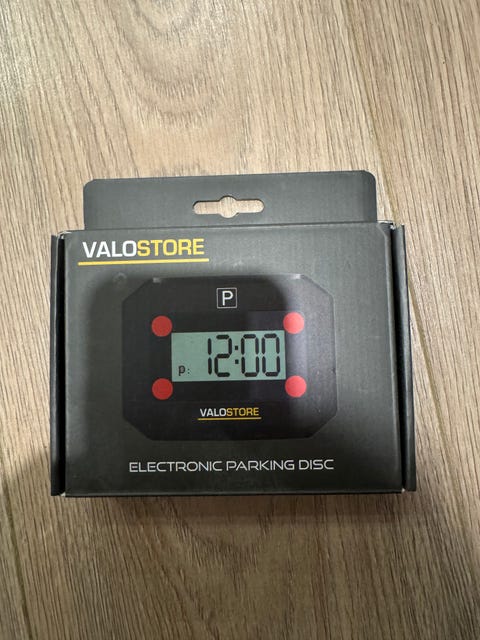 VALOSTORE
P
P: 12:00
VALOSTORE
ELECTRONIC PARKING DISC